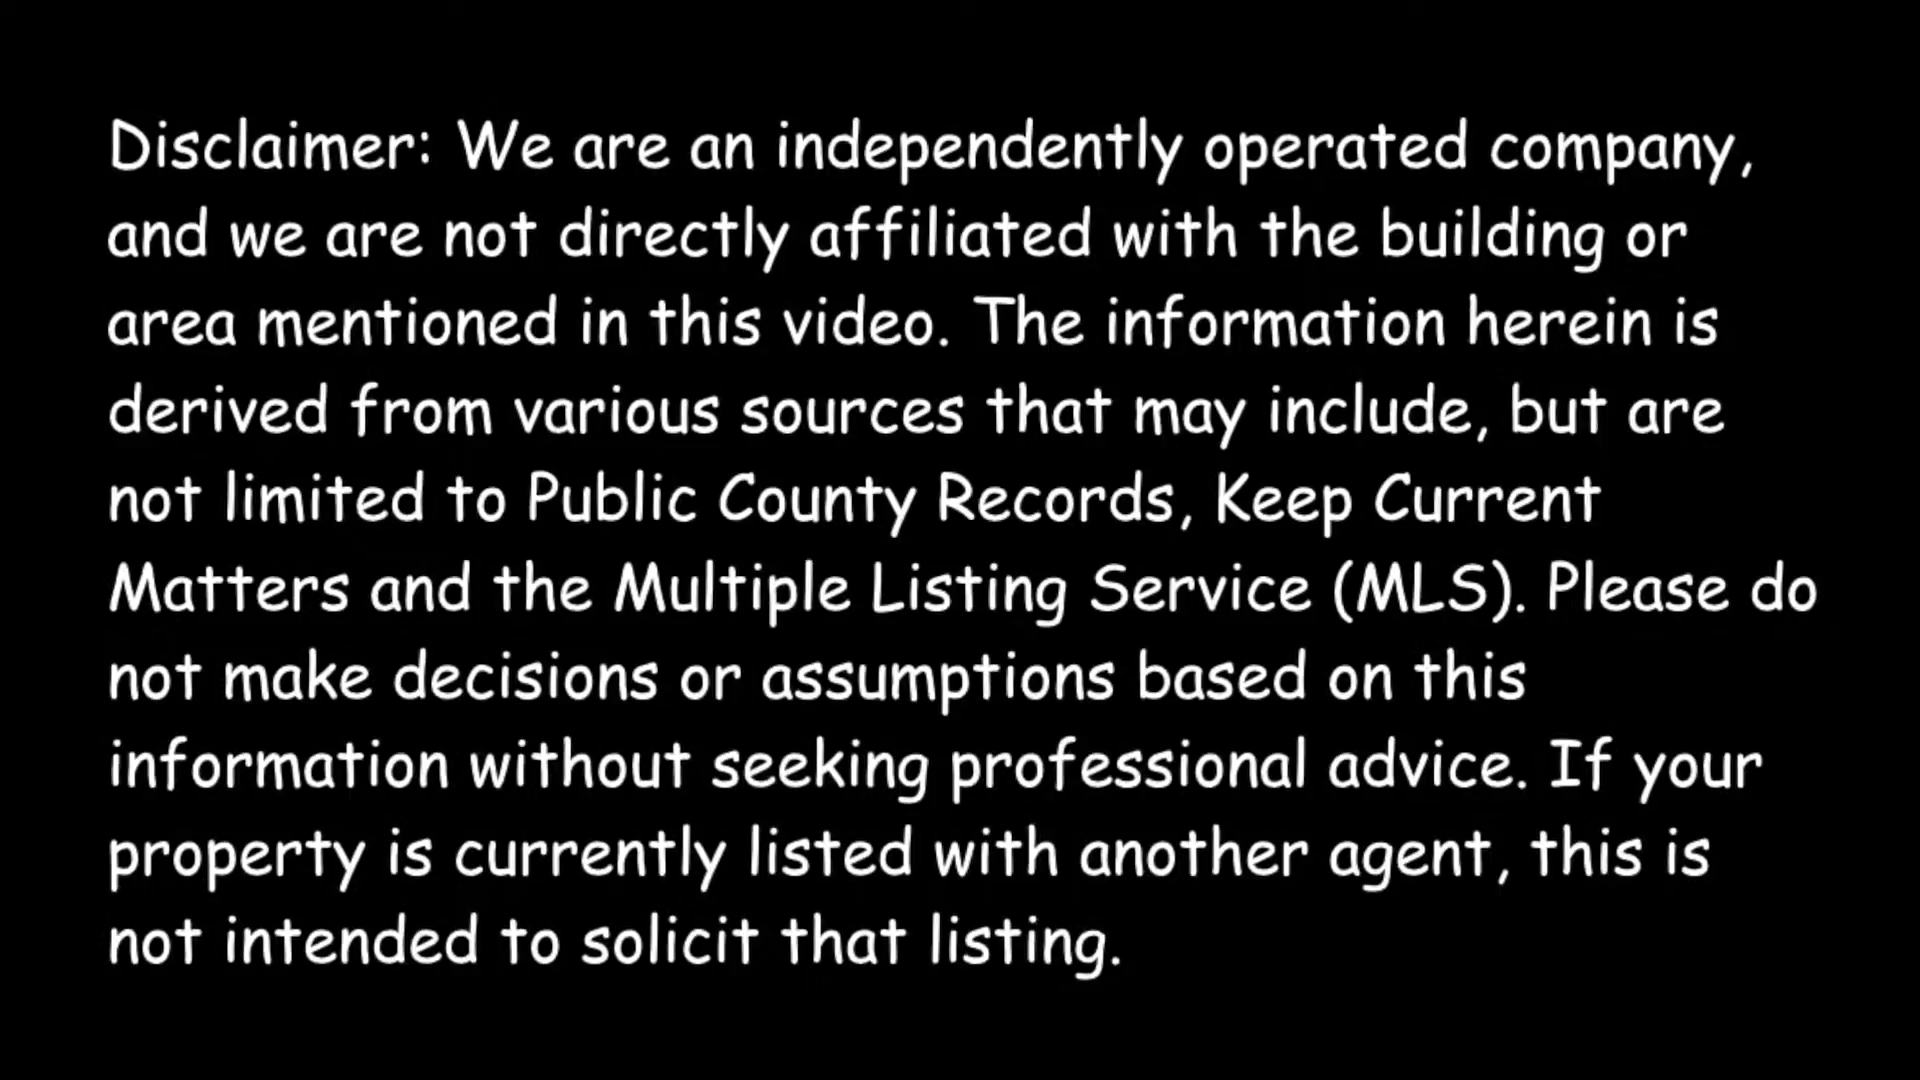 Disclaimer: We are an independently operated company,
and we are not directly affiliated with the building or
area mentioned in this video. The information herein is
derived from various sources that may include, but are
not limited to Public County Records, Keep Current
Matters and the Multiple Listing Service (MLS). Please do
not make decisions or assumptions based on this
information without seeking professional advice. If your
property is currently listed with another agent, this is
not intended to solicit that listing.